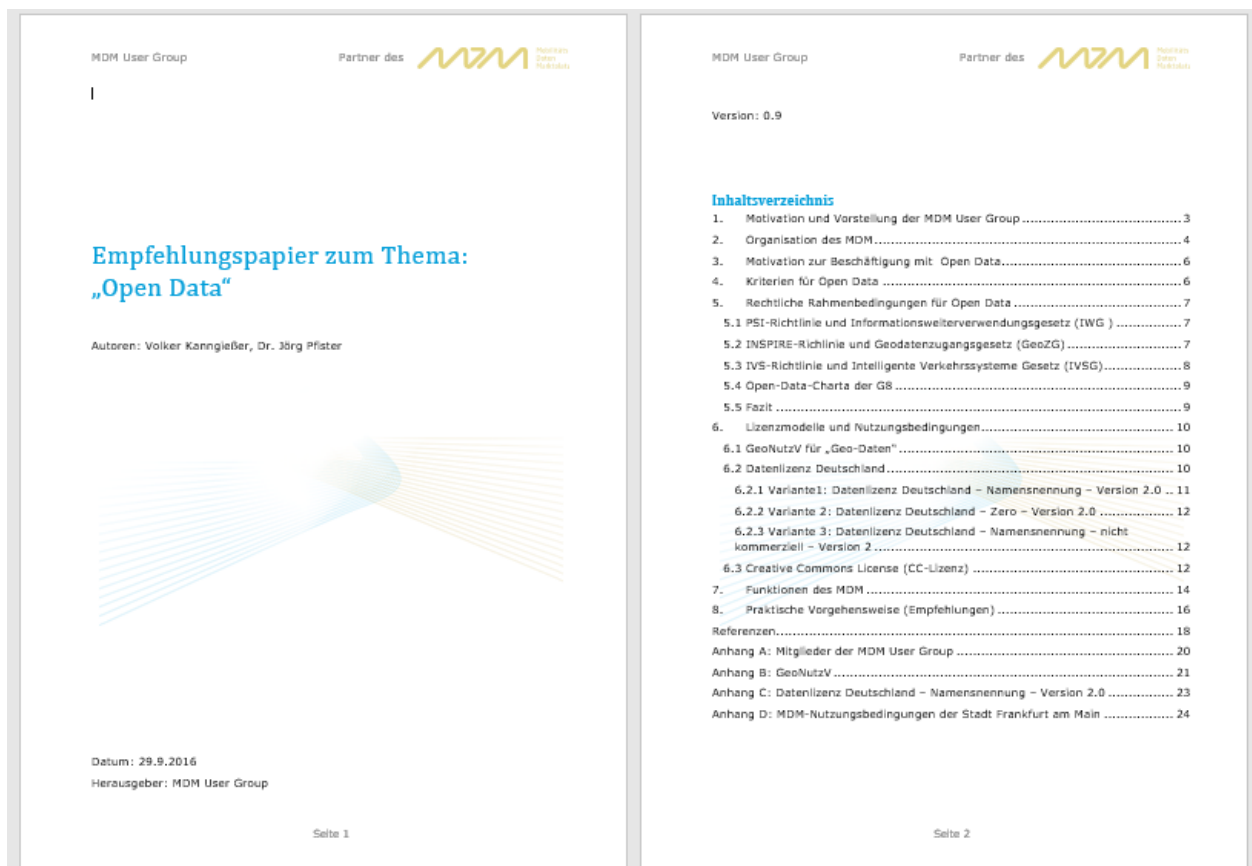 MDM User Group Partner des MDM Mobilitäts Daten Marktplatz
Empfehlungspapier zum Thema:
„Open Data“
Autoren: Volker Kanngießer, Dr. Jörg Pfister
Datum: 29.9.2016
Herausgeber: MDM User Group
Seite 1
MDM User Group Partner des MDM Mobilitäts Daten Marktplatz
Version: 0.9
Inhaltsverzeichnis
1. Motivation und Vorstellung der MDM User Group 3
2. Organisation des MDM 4
3. Motivation zur Beschäftigung mit Open Data 6
4. Kriterien für Open Data 6
5. Rechtliche Rahmenbedingungen für Open Data 7
5.1 PSI-Richtlinie und Informationsweiterverwendungsgesetz (IWG ) 7
5.2 INSPIRE-Richlinie und Geodatenzugangsgesetz (GeoZG) 7
5.3 IVS-Richtlinie und Intelligente Verkehrssysteme Gesetz (IVSG) 8
5.4 Open-Data-Charta der G8 9
5.5 Fazit 9
6. Lizenzmodelle und Nutzungsbedingungen 10
6.1 GeoNutzV für „Geo-Daten“ 10
6.2 Datenlizenz Deutschland 10
6.2.1 Variante1: Datenlizenz Deutschland – Namensnennung – Version 2.0 11
6.2.2 Variante 2: Datenlizenz Deutschland – Zero – Version 2.0 12
6.2.3 Variante 3: Datenlizenz Deutschland – Namensnennung – nicht
kommerziell – Version 2 12
6.3 Creative Commons License (CC-Lizenz) 12
7. Funktionen des MDM 14
8. Praktische Vorgehensweise (Empfehlungen) 16
Referenzen 18
Anhang A: Mitglieder der MDM User Group 20
Anhang B: GeoNutzV 21
Anhang C: Datenlizenz Deutschland – Namensnennung – Version 2.0 23
Anhang D: MDM-Nutzungsbedingungen der Stadt Frankfurt am Main 24
Seite 2